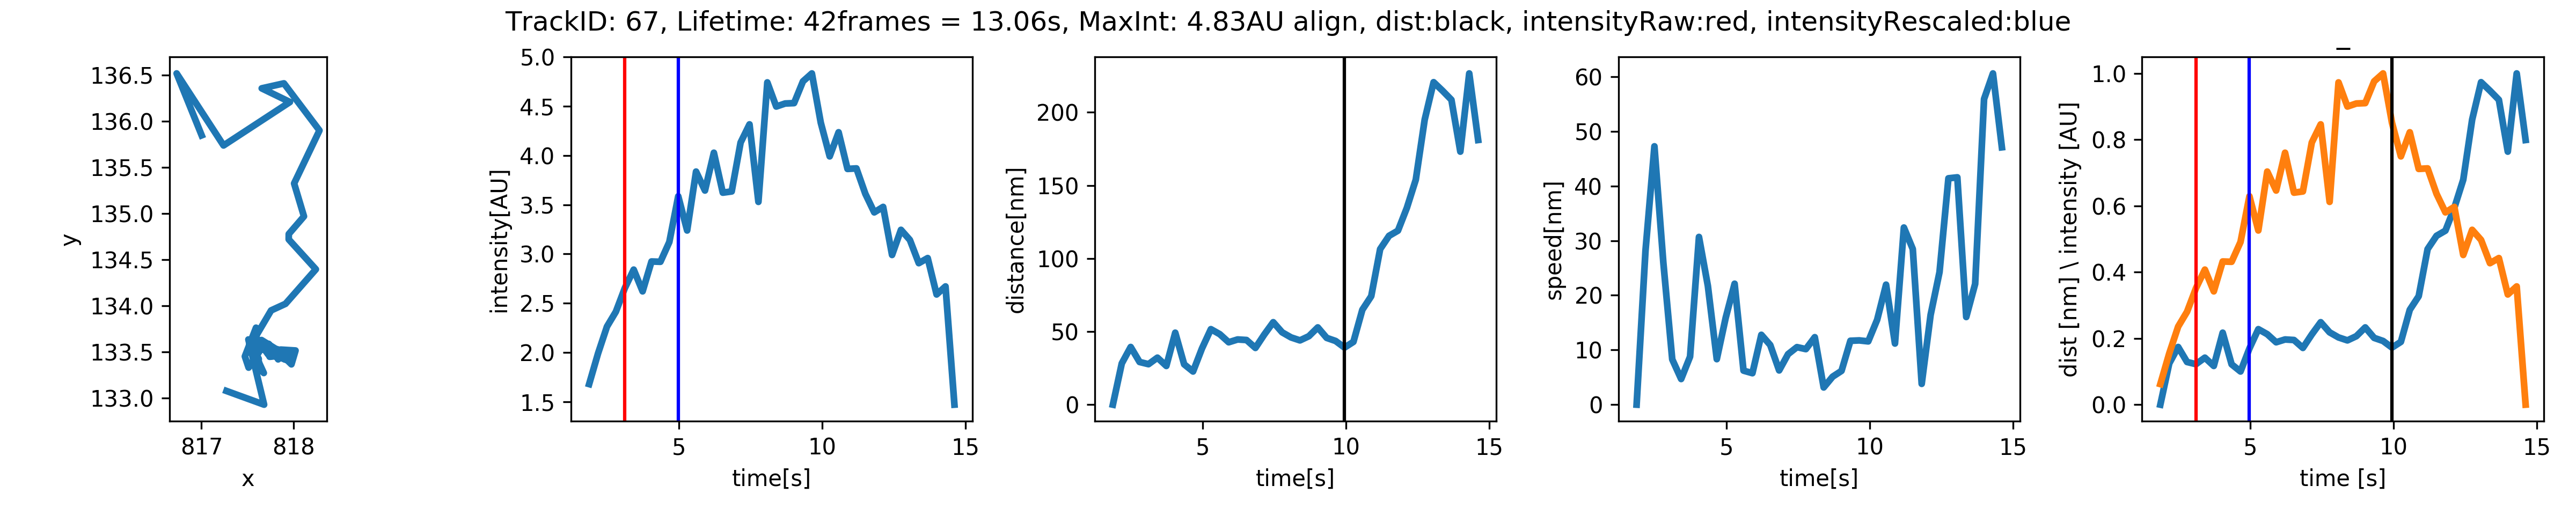 TrackID: 67, Lifetime: 42frames = 13.06s, MaxInt: 4.83AU align, dist:black, intensityRaw:red, intensityRescaled:blue
136.5
136.0
135.5
135.0
134.5
134.0
133.5
133.0
y
817 818
x
5.0
4.5
4.0
3.5
3.0
2.5
2.0
1.5
intensity[AU]
5 10 15
time[s]
200
150
100
50
0
distance[nm]
5 10 15
time[s]
60
50
40
30
20
10
0
speed[nm]
5 10 15
time[s]
_
1.0
0.8
0.6
0.4
0.2
0.0
dist [nm] \ intensity [AU]
5 10 15
time [s]